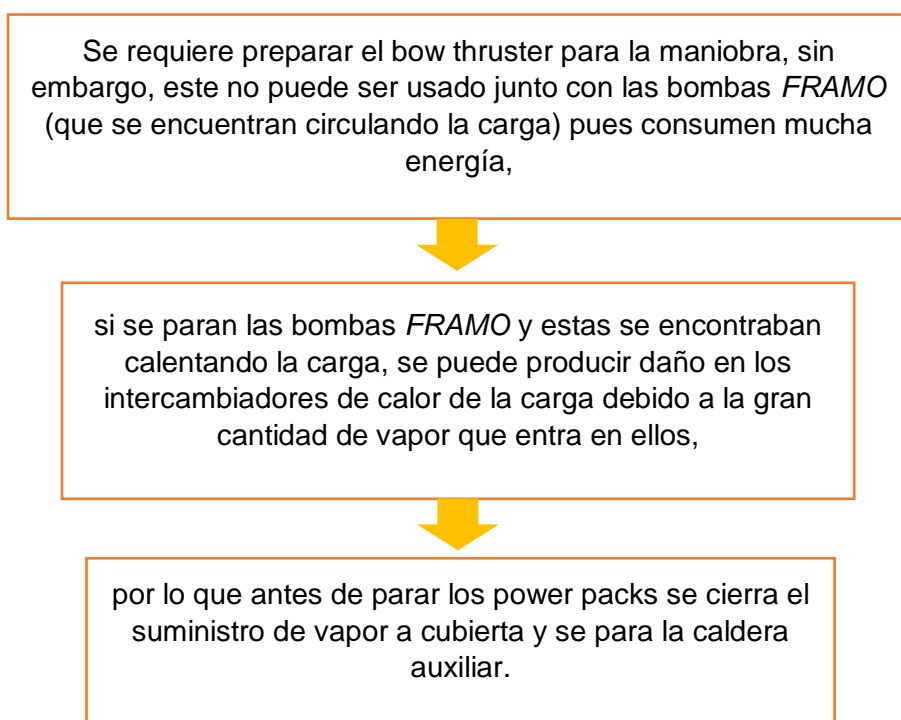 Se requiere preparar el bow thruster para la maniobra, sin
embargo, este no puede ser usado junto con las bombas FRAMO
(que se encuentran circulando la carga) pues consumen mucha
energía,
si se paran las bombas FRAMO y estas se encontraban
calentando la carga, se puede producir daño en los
intercambiadores de calor de la carga debido a la gran
cantidad de vapor que entra en ellos,
por lo que antes de parar los power packs se cierra el
suministro de vapor a cubierta y se para la caldera
auxiliar.